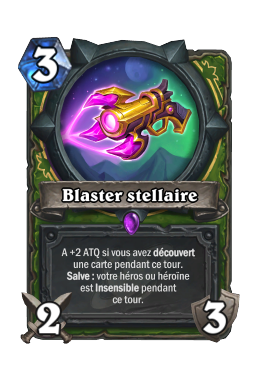 3
Blaster stellaire
A +2 ATQ si vous avez découvert
une carte pendant ce tour.
Salve : votre héros ou héroïne
est Insensible pendant
ce tour.
2
3